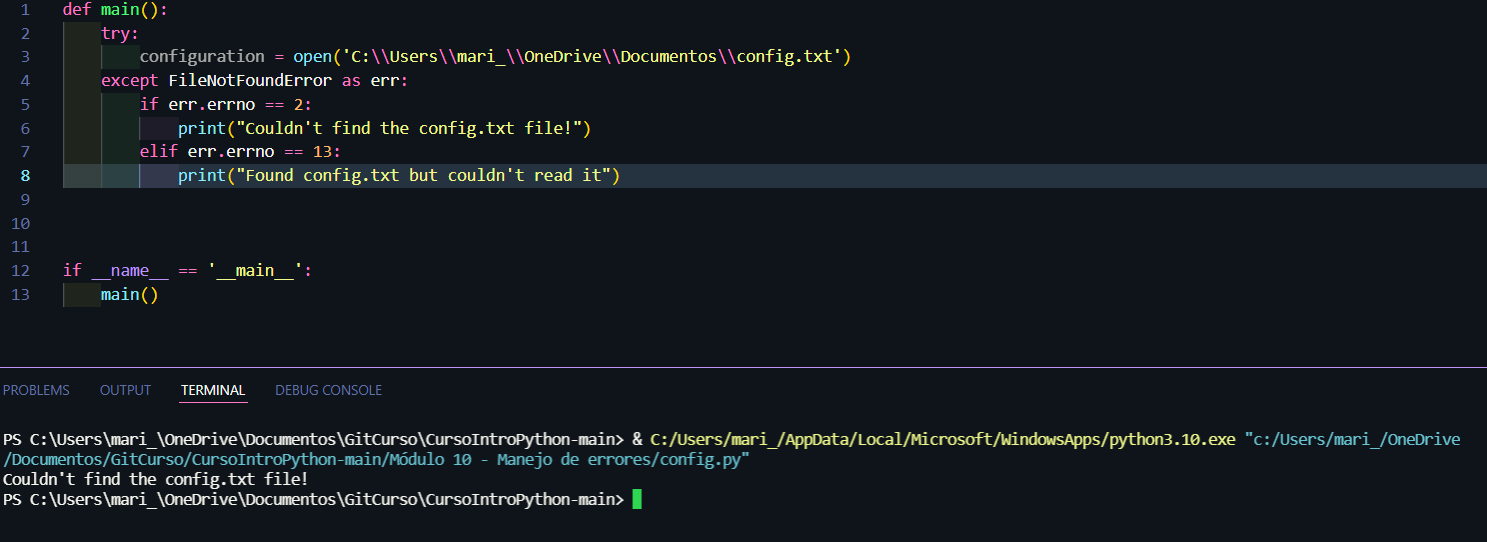 1 def main():
2 try:
3 configuration = open('C:\\Users\\mari_\\OneDrive\\Documentos\\config.txt')
4 except FileNotFoundError as err:
5 if err.errno == 2:
6 print("Couldn't find the config.txt file!")
7 elif err.errno == 13:
8 print("Found config.txt but couldn't read it")
9
10
11
12 if __name__ == '__main__':
13 main()
PROBLEMS OUTPUT TERMINAL DEBUG CONSOLE
PS C:\Users\mari_\OneDrive\Documentos\GitCurso\CursoIntroPython-main> & C:/Users/mari_/AppData/Local/Microsoft/WindowsApps/python3.10.exe "c:/Users/mari_/OneDrive
/Documentos/GitCurso/CursoIntroPython-main/Módulo 10 - Manejo de errores/config.py"
Couldn't find the config.txt file!
PS C:\Users\mari_\OneDrive\Documentos\GitCurso\CursoIntroPython-main>